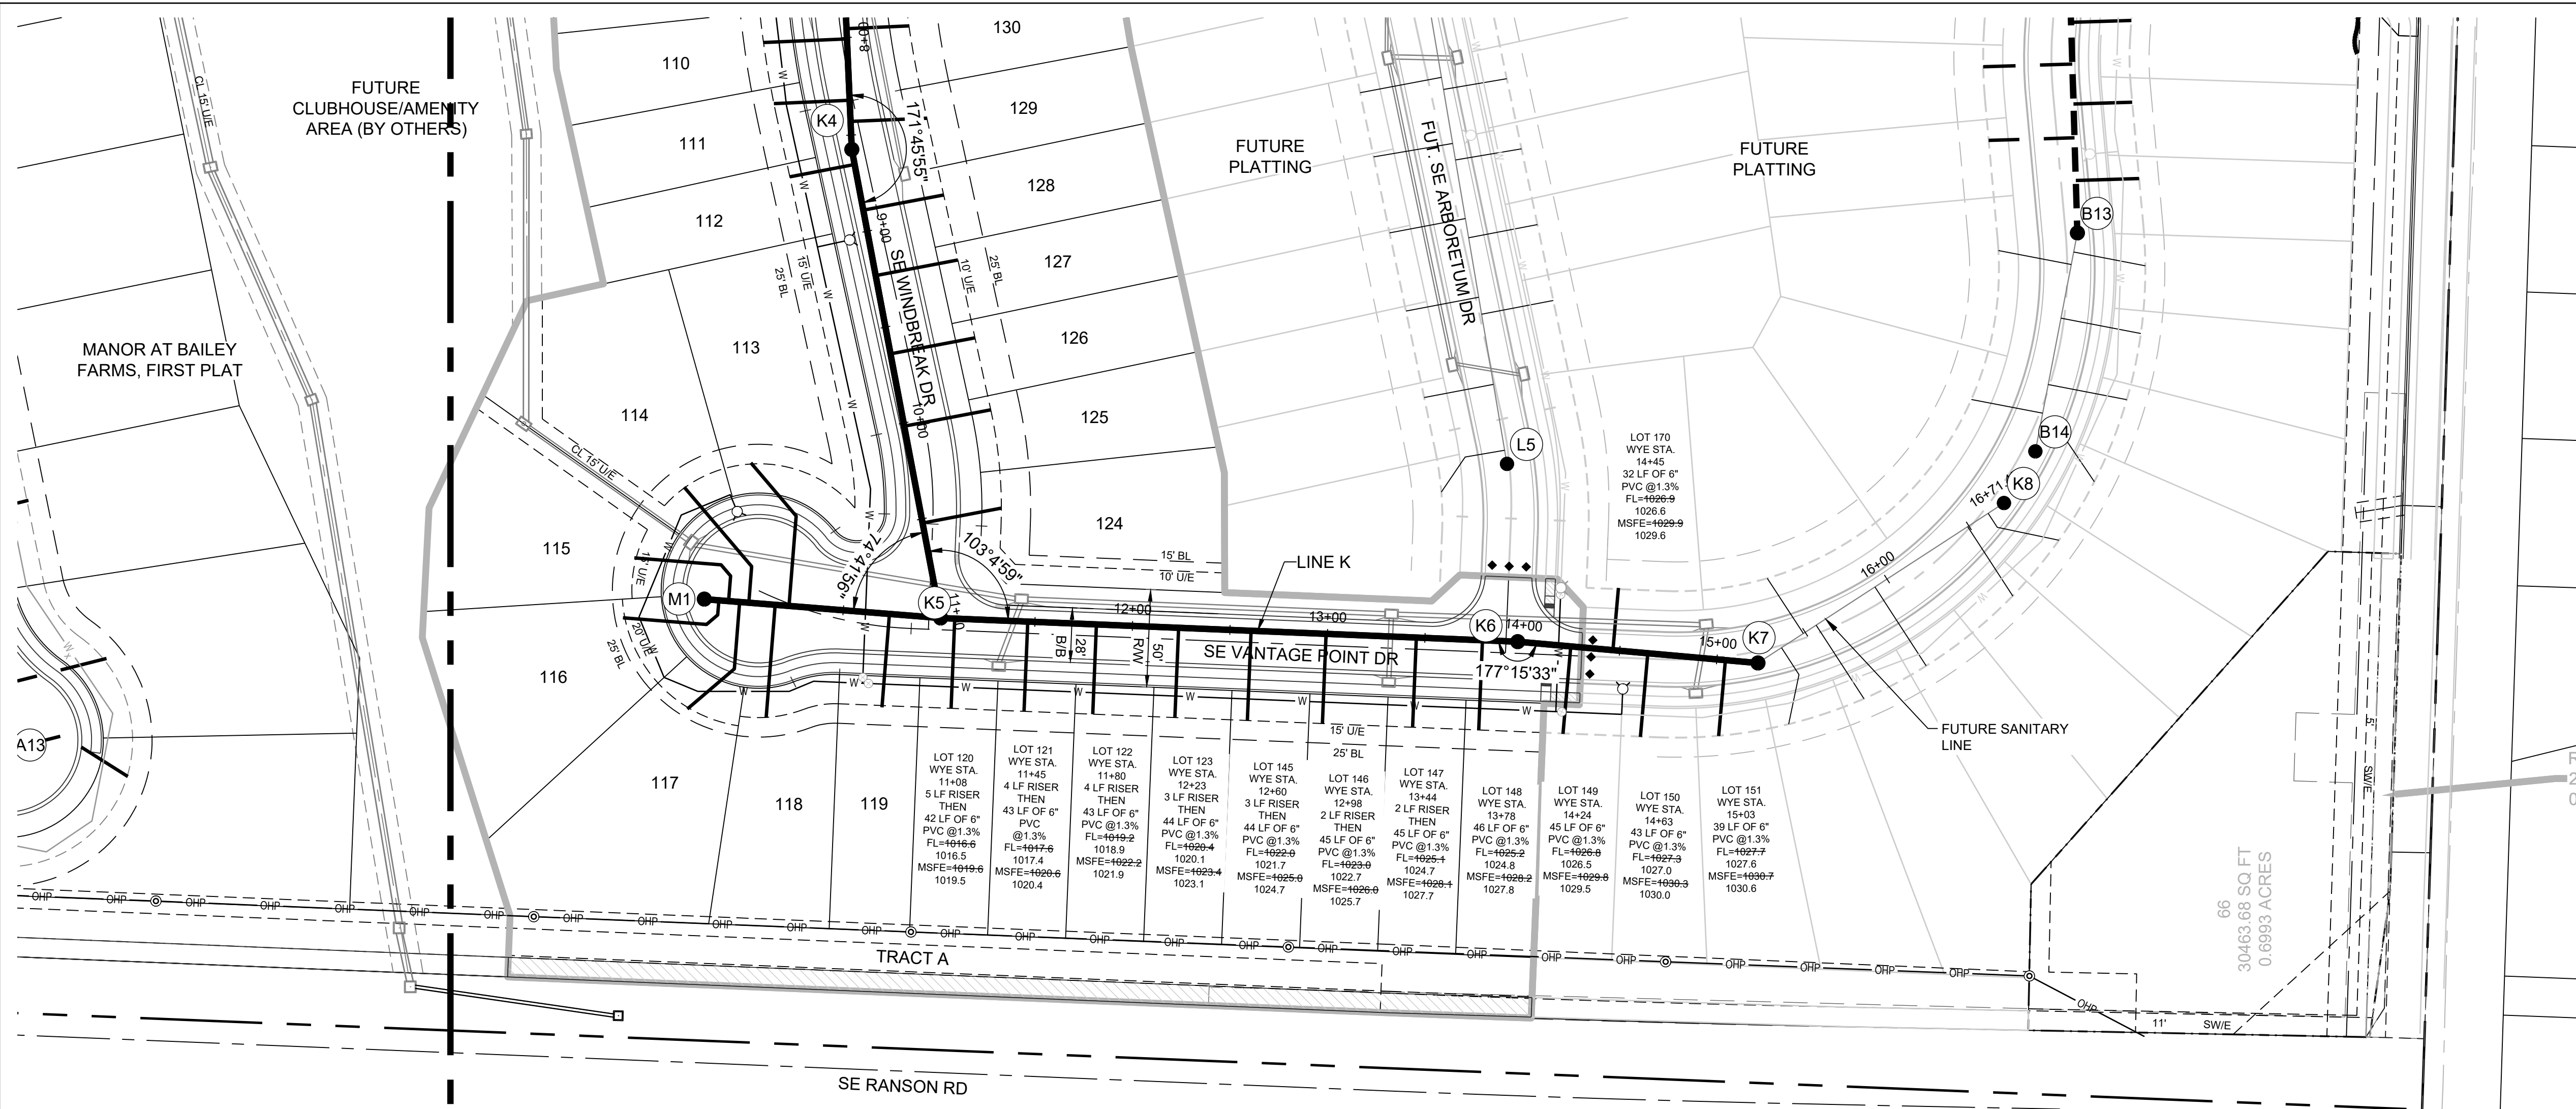 FUTURE
CLUBHOUSE/AMENITY
AREA (BY OTHERS)
CL 15' U/E
110
111
112
113
114
115
116
117
118
119
130
129
128
127
126
125
124
K4
171°45'55"
8+00
9+00
10+00
SE WINDBREAK DR
15' U/E
25' BL
10' U/E
25' BL
FUTURE
PLATTING
FUT. SE ARBORETUM DR
FUTURE
PLATTING
B13
B14
K8
16+71.
16+00
L5
MANOR AT BAILEY
FARMS, FIRST PLAT
CL 15' U/E
15' U/E
20' U/E
25' BL
M1
K5
74°41'56"
103°4'59"
15' BL
10' U/E
LINE K
12+00
13+00
14+00
15+00
28'
B/B
50'
R/W
SE VANTAGE POINT DR
K6
177°15'33"
K7
FUTURE SANITARY
LINE
15' U/E
25' BL
A13
LOT 170
WYE STA.
14+45
32 LF OF 6"
PVC @1.3%
FL=1026.9
1026.6
MSFE=1029.9
1029.6
LOT 120
WYE STA.
11+08
5 LF RISER
THEN
42 LF OF 6"
PVC @1.3%
FL=1016.6
1016.5
MSFE=1019.6
1019.5
LOT 121
WYE STA.
11+45
4 LF RISER
THEN
43 LF OF 6"
PVC
@1.3%
FL=1017.6
1017.4
MSFE=1020.6
1020.4
LOT 122
WYE STA.
11+80
4 LF RISER
THEN
43 LF OF 6"
PVC @1.3%
FL=1019.2
1018.9
MSFE=1022.2
1021.9
LOT 123
WYE STA.
12+23
3 LF RISER
THEN
44 LF OF 6"
PVC @1.3%
FL=1020.4
1020.1
MSFE=1023.4
1023.1
LOT 145
WYE STA.
12+60
3 LF RISER
THEN
44 LF OF 6"
PVC @1.3%
FL=1022.0
1021.7
MSFE=1025.0
1024.7
LOT 146
WYE STA.
12+98
2 LF RISER
THEN
45 LF OF 6"
PVC @1.3%
FL=1023.0
1022.7
MSFE=1026.0
1025.7
LOT 147
WYE STA.
13+44
2 LF RISER
THEN
45 LF OF 6"
PVC @1.3%
FL=1025.1
1024.7
MSFE=1028.1
1027.7
LOT 148
WYE STA.
13+78
46 LF OF 6"
PVC @1.3%
FL=1025.2
1024.8
MSFE=1028.2
1027.8
LOT 149
WYE STA.
14+24
45 LF OF 6"
PVC @1.3%
FL=1026.8
1026.5
MSFE=1029.8
1029.5
LOT 150
WYE STA.
14+63
43 LF OF 6"
PVC @1.3%
FL=1027.3
1027.0
MSFE=1030.3
1030.0
LOT 151
WYE STA.
15+03
39 LF OF 6"
PVC @1.3%
FL=1027.7
1027.6
MSFE=1030.7
1030.6
TRACT A
66
30463.68 SQ FT
0.6993 ACRES
5'
SW/E
11'
SW/E
OHP
SE RANSON RD